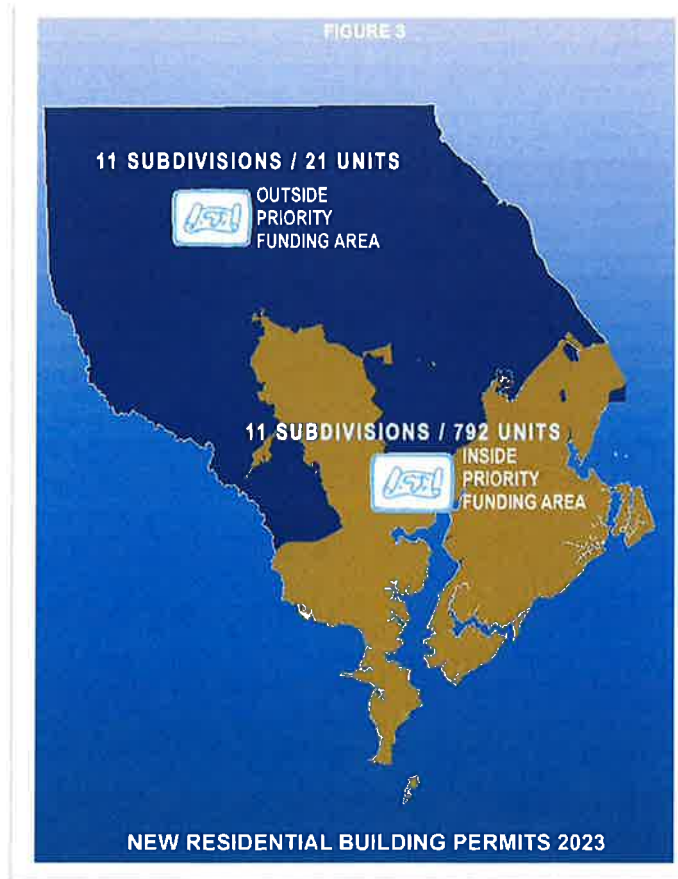 FIGURE 3
11 SUBDIVISIONS / 21 UNITS
OUTSIDE
PRIORITY
FUNDING AREA
11 SUBDIVISIONS / 792 UNITS
INSIDE
PRIORITY
FUNDING AREA
NEW RESIDENTIAL BUILDING PERMITS 2023